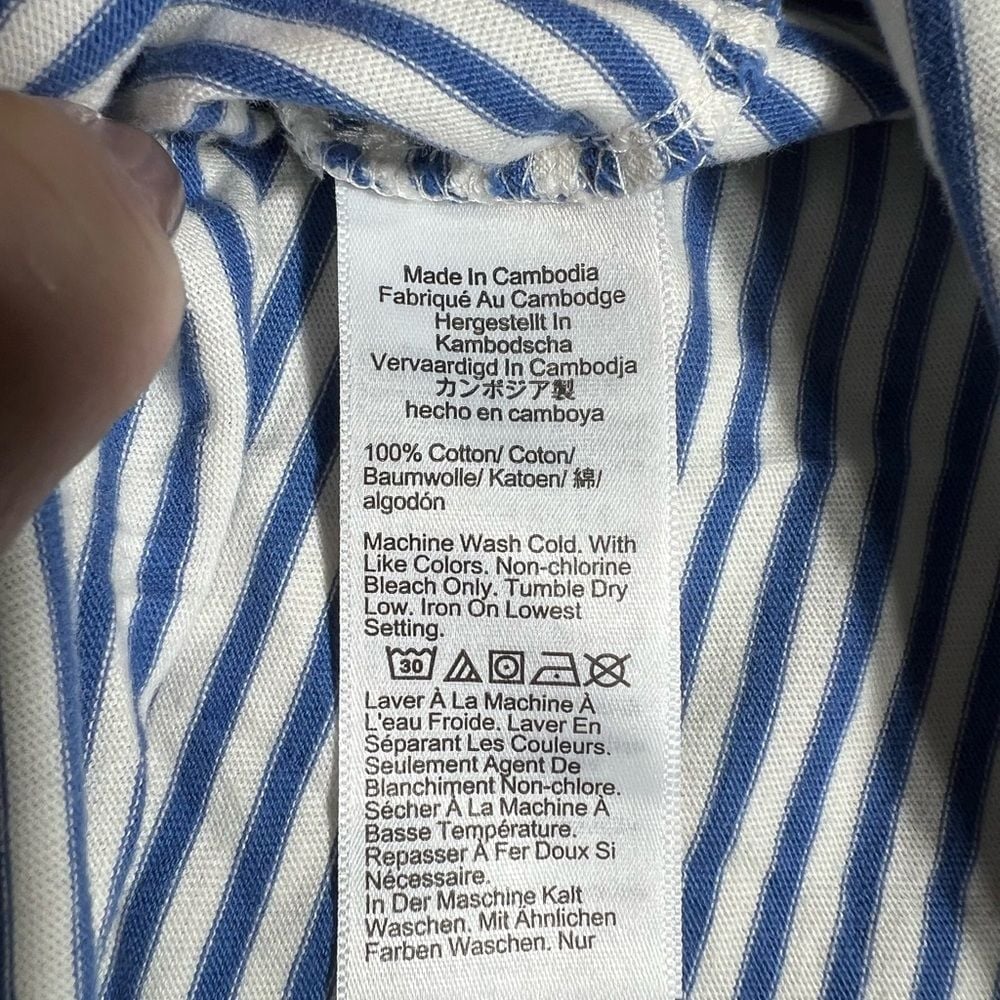 Made In Cambodia
Fabriqué Au Cambodge
Hergestellt In
Kambodscha
Vervaardigd In Cambodja
カンボジア製
hecho en camboya
100% Cotton/ Coton/
Baumwolle/ Katoen/ 綿/
algodón
Machine Wash Cold. With
Like Colors. Non-chlorine
Bleach Only. Tumble Dry
Low. Iron On Lowest
Setting.
30
Laver À La Machine À
L'eau Froide. Laver En
Séparant Les Couleurs.
Seulement Agent De
Blanchiment Non-chlore.
Sécher À La Machine À
Basse Température.
Repasser À Fer Doux Si
Nécessaire.
In Der Maschine Kalt
Waschen. Mit Ähnlichen
Farben Waschen. Nur